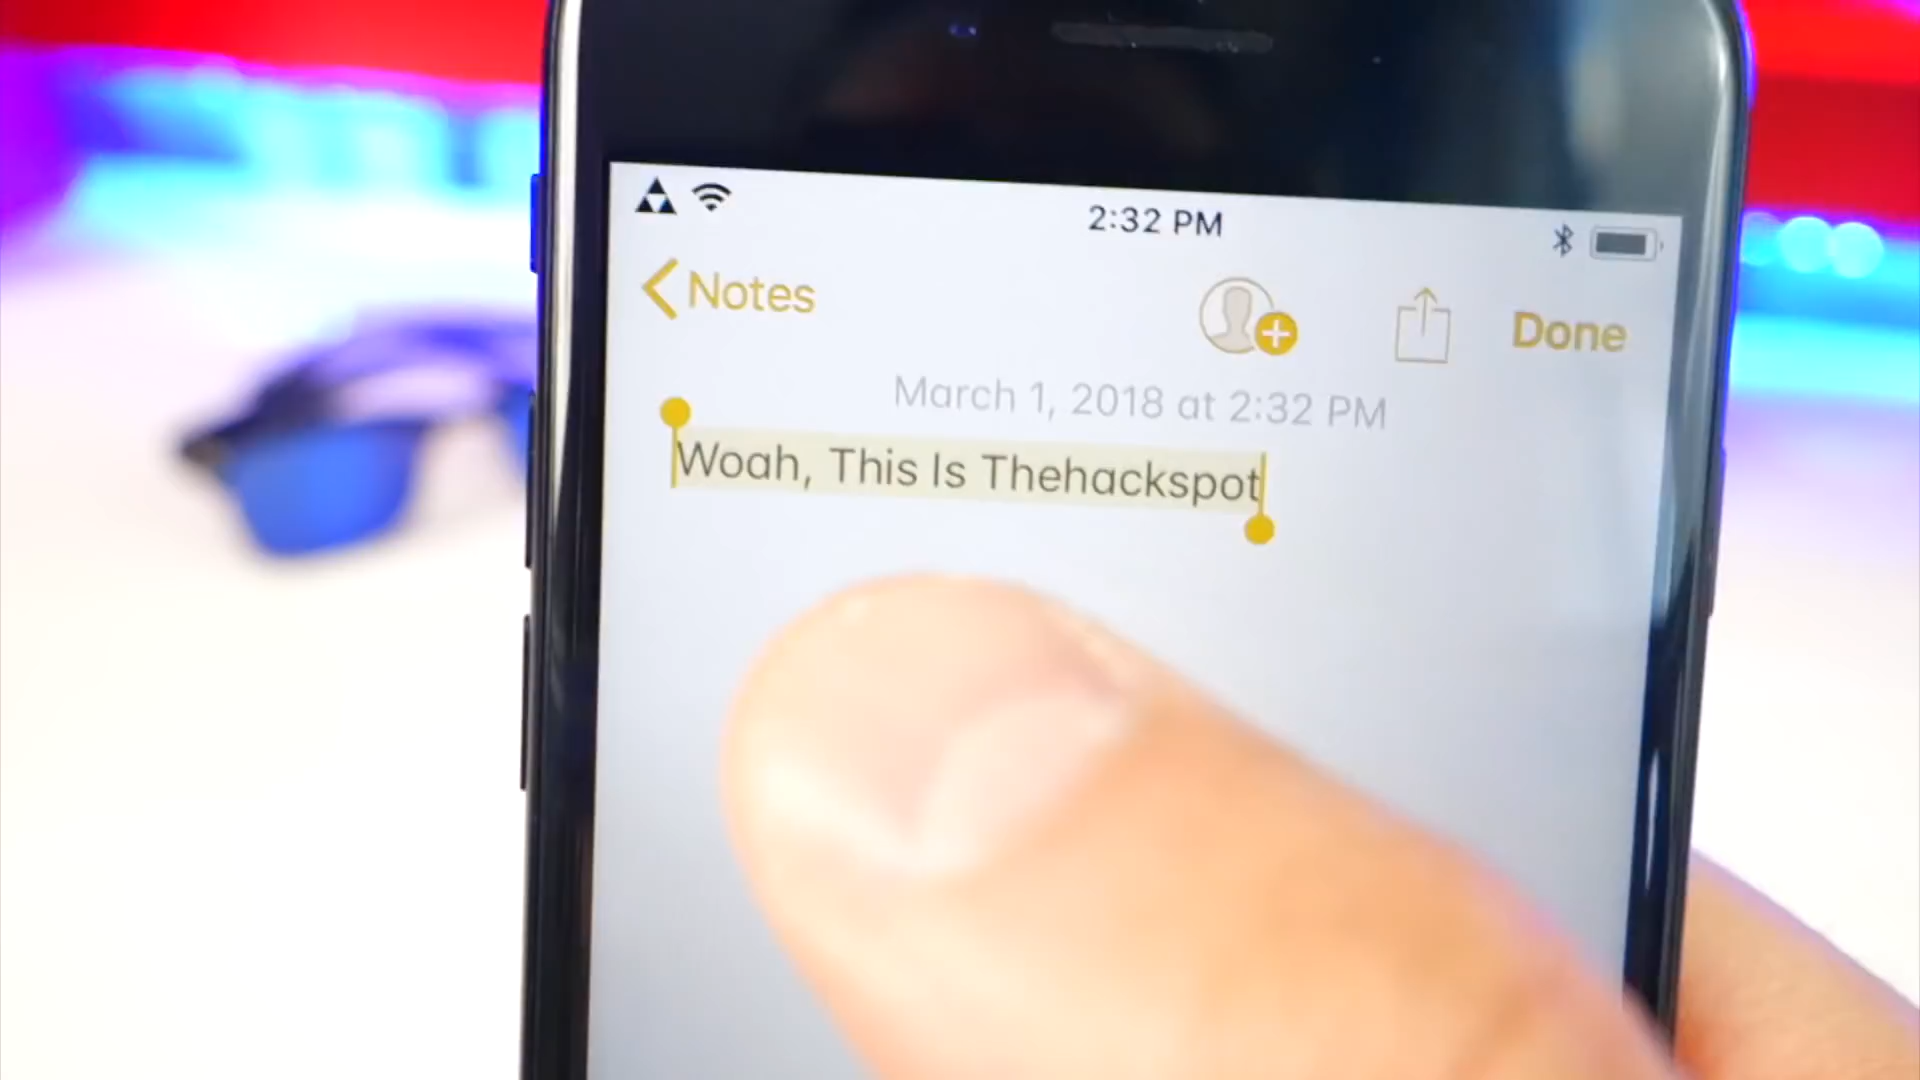 2:32 PM
Notes
Done
March 1, 2018 at 2:32 PM
Woah, This Is Thehackspot